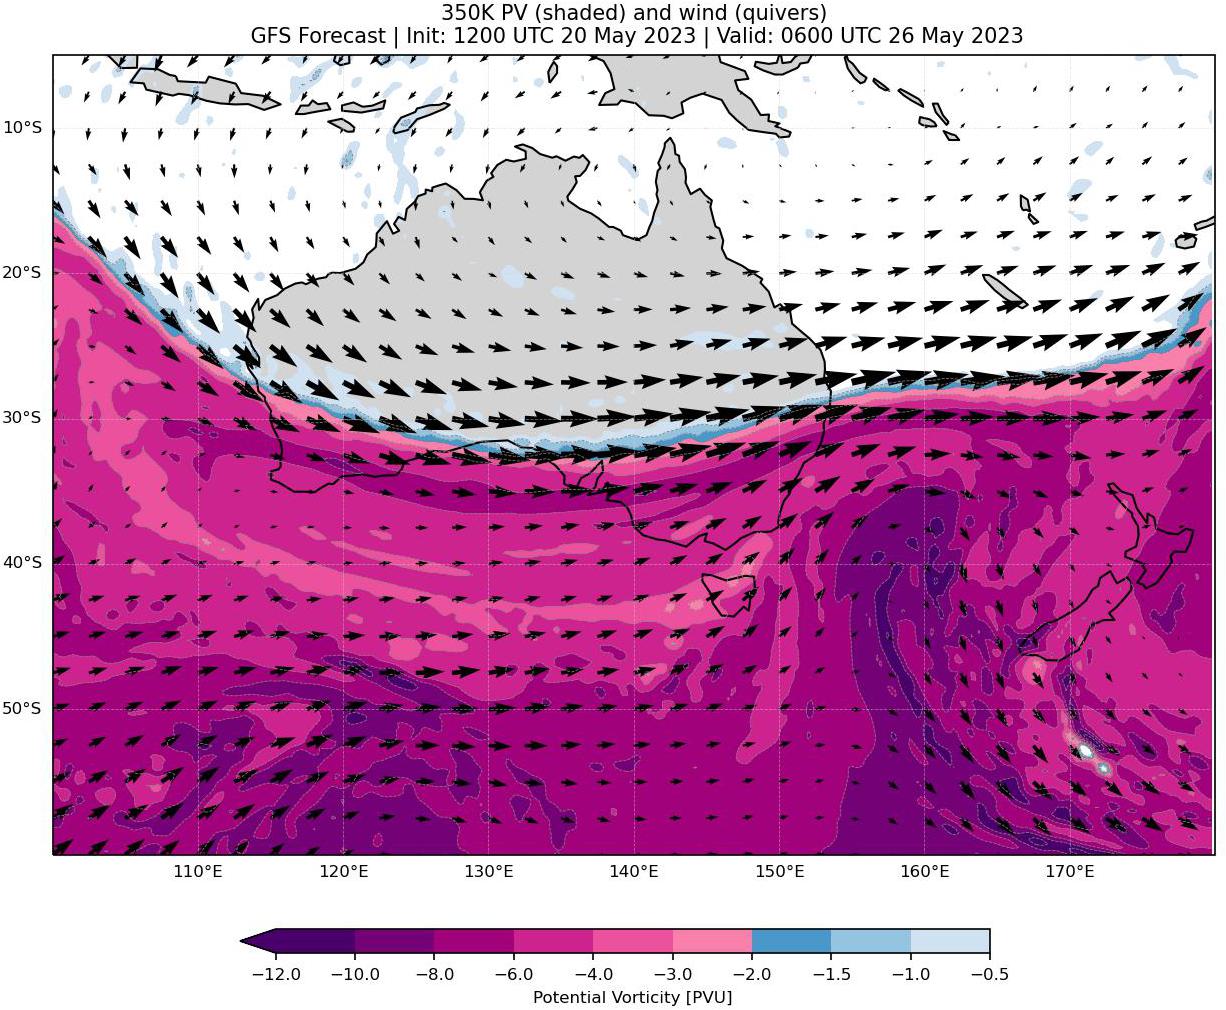 350K PV (shaded) and wind (quivers)
GFS Forecast | Init: 1200 UTC 20 May 2023 | Valid: 0600 UTC 26 May 2023
10°S
20°S
30°S
40°S
50°S
110°E 120°E 130°E 140°E 150°E 160°E 170°E
−12.0 −10.0 −8.0 −6.0 −4.0 −3.0 −2.0 −1.5 −1.0 −0.5
Potential Vorticity [PVU]